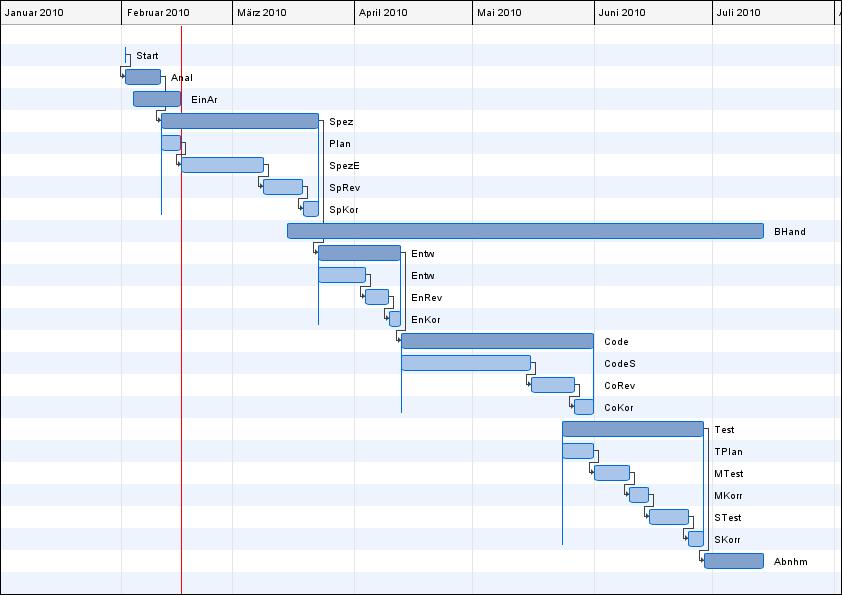 Januar 2010 Februar 2010 März 2010 April 2010 Mai 2010 Juni 2010 Juli 2010
Start
Anal
EinAr
Spez
Plan
SpezE
SpRev
SpKor
BHand
Entw
Entw
EnRev
EnKor
Code
CodeS
CoRev
CoKor
Test
TPlan
MTest
MKorr
STest
SKorr
Abnhm